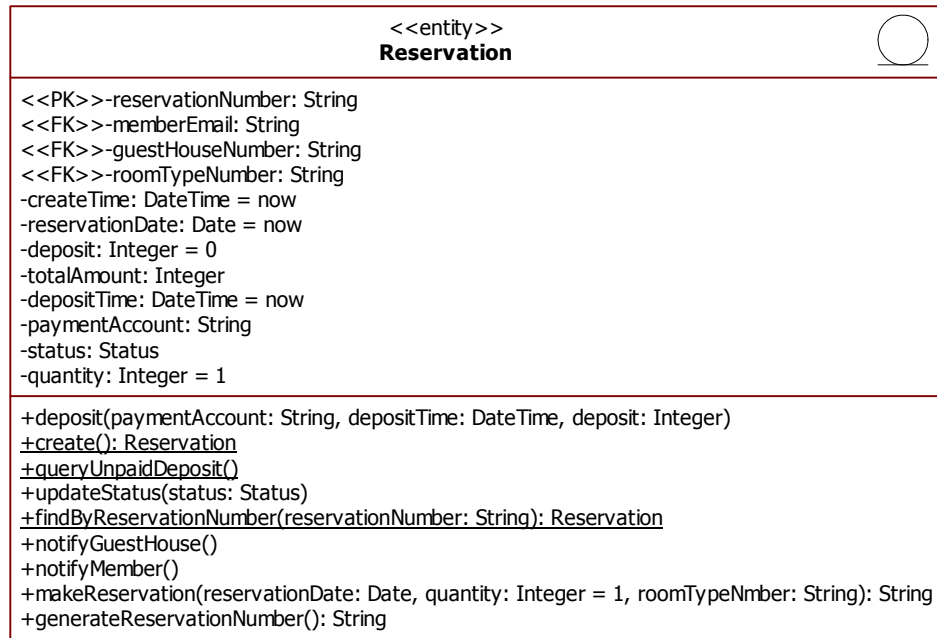 <<entity>>
Reservation
<<PK>>-reservationNumber: String
<<FK>>-memberEmail: String
<<FK>>-guestHouseNumber: String
<<FK>>-roomTypeNumber: String
-createTime: DateTime = now
-reservationDate: Date = now
-deposit: Integer = 0
-totalAmount: Integer
-depositTime: DateTime = now
-paymentAccount: String
-status: Status
-quantity: Integer = 1
+deposit(paymentAccount: String, depositTime: DateTime, deposit: Integer)
+create(): Reservation
+queryUnpaidDeposit()
+updateStatus(status: Status)
+findByReservationNumber(reservationNumber: String): Reservation
+notifyGuestHouse()
+notifyMember()
+makeReservation(reservationDate: Date, quantity: Integer = 1, roomTypeNmber: String): String
+generateReservationNumber(): String